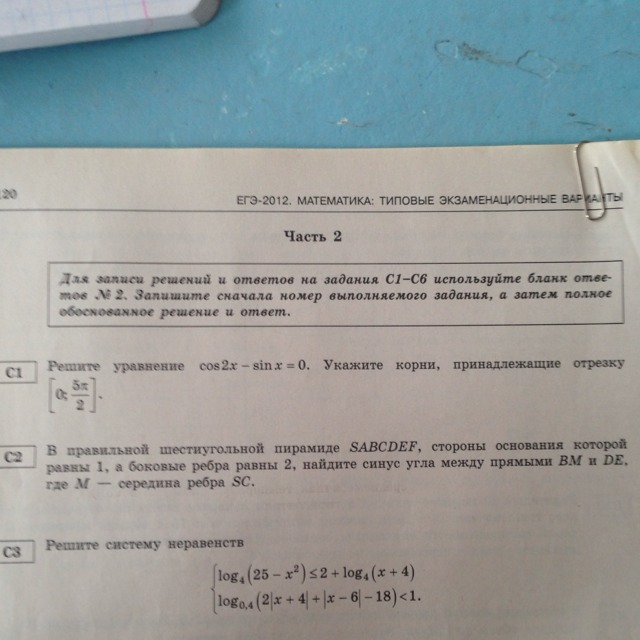 120
ЕГЭ-2012. МАТЕМАТИКА: ТИПОВЫЕ ЭКЗАМЕНАЦИОННЫЕ ВАРИАНТЫ
Часть 2
Для записи решений и ответов на задания С1–С6 используйте бланк отве-
тов № 2. Запишите сначала номер выполняемого задания, а затем полное
обоснованное решение и ответ.
С1 Решите уравнение cos2x – sin x = 0. Укажите корни, принадлежащие отрезку
[0; 5π/2].
С2 В правильной шестиугольной пирамиде SABCDEF, стороны основания которой
равны 1, а боковые ребра равны 2, найдите синус угла между прямыми BM и DE,
где M — середина ребра SC.
С3 Решите систему неравенств
log₄(25 – x²) ≤ 2 + log₄(x + 4)
log₀,₄(2|x + 4| + |x – 6| – 18) < 1.